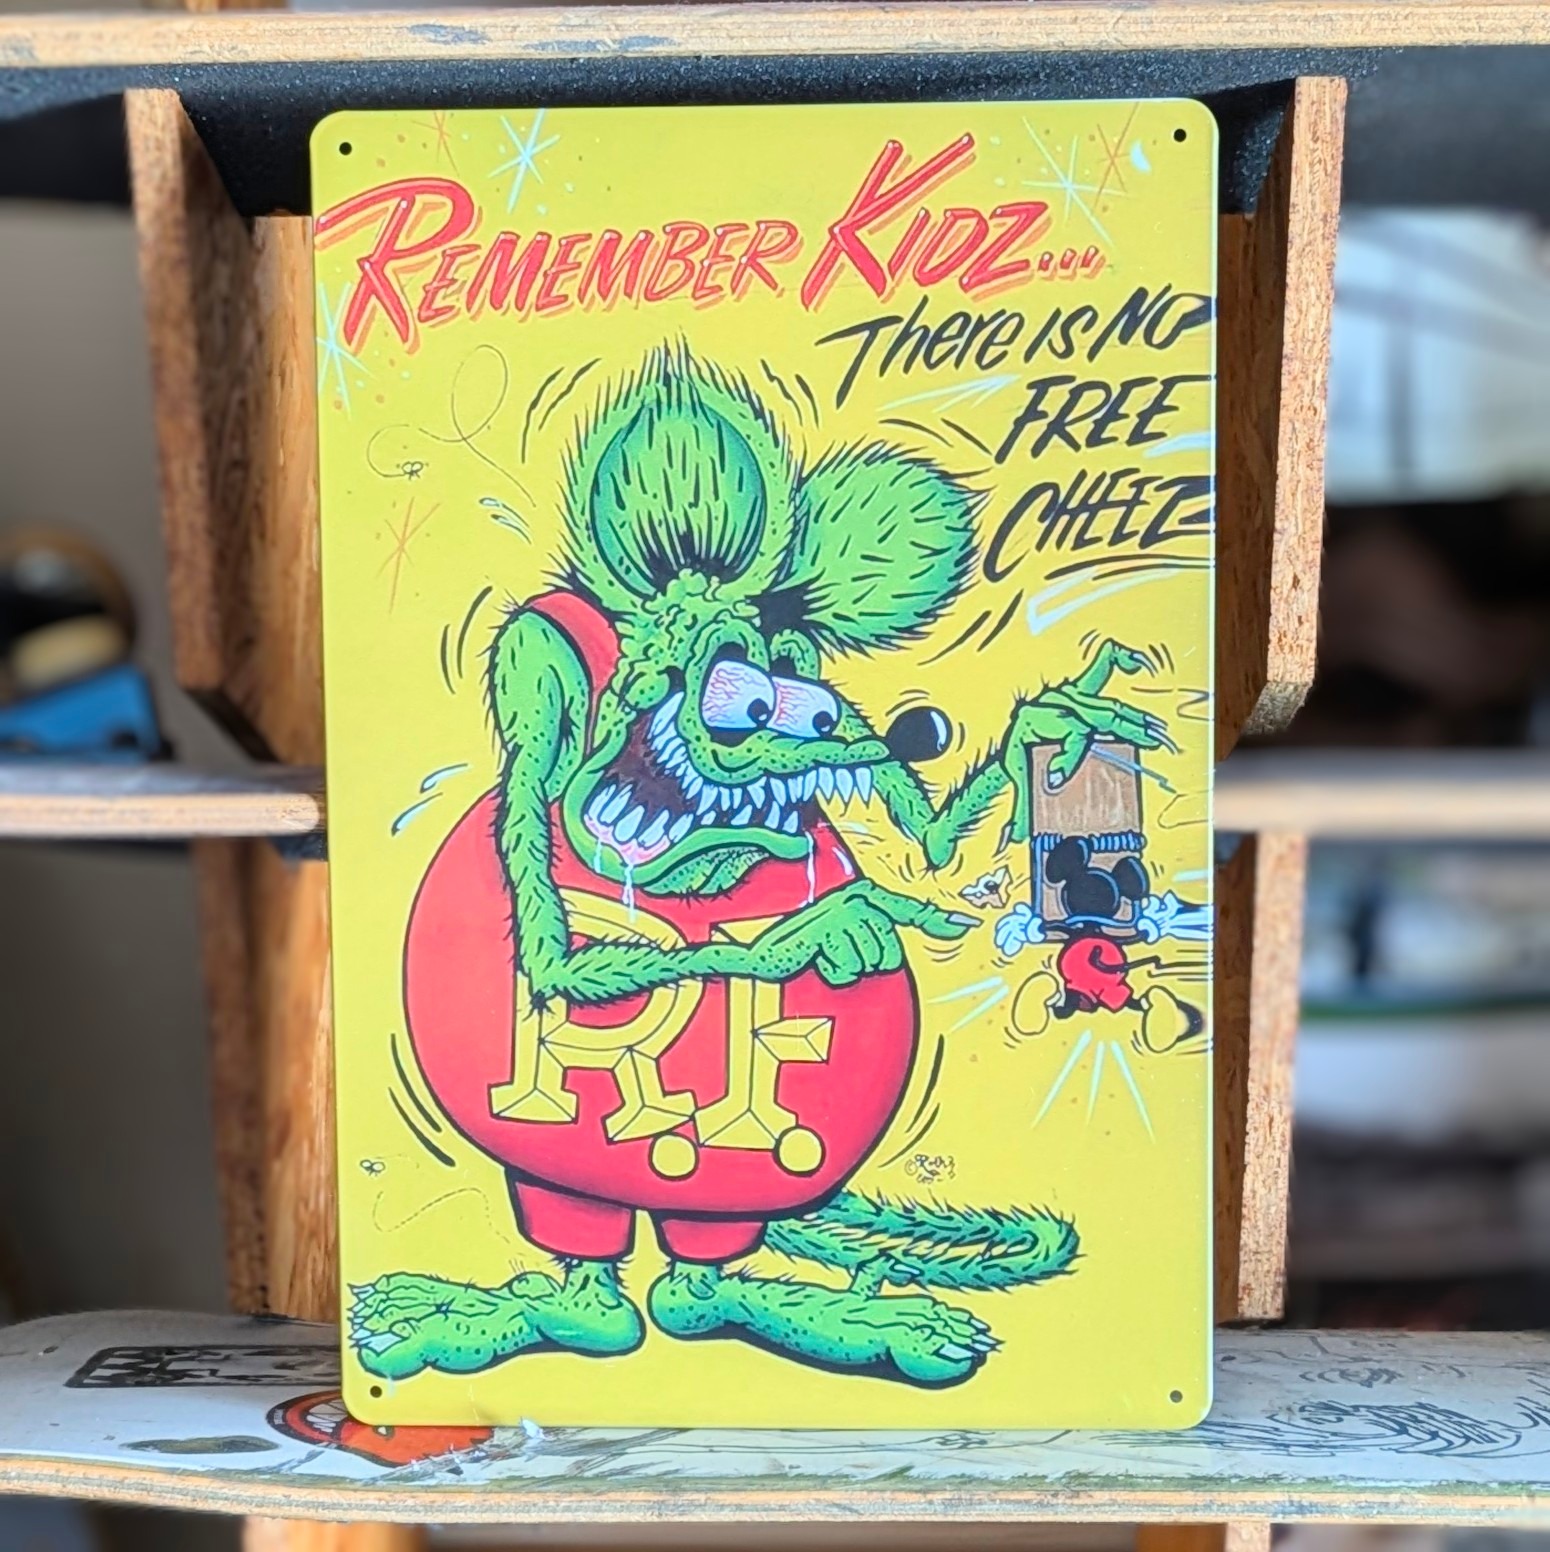 REMEMBER KIDZ...
There is NO
FREE
CHEEZ
R.F.